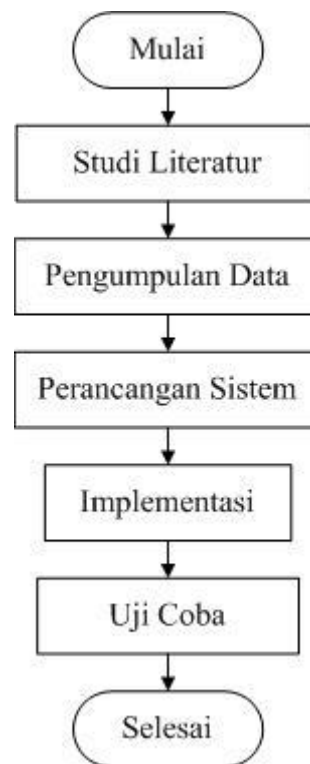 Mulai
Studi Literatur
Pengumpulan Data
Perancangan Sistem
Implementasi
Uji Coba
Selesai